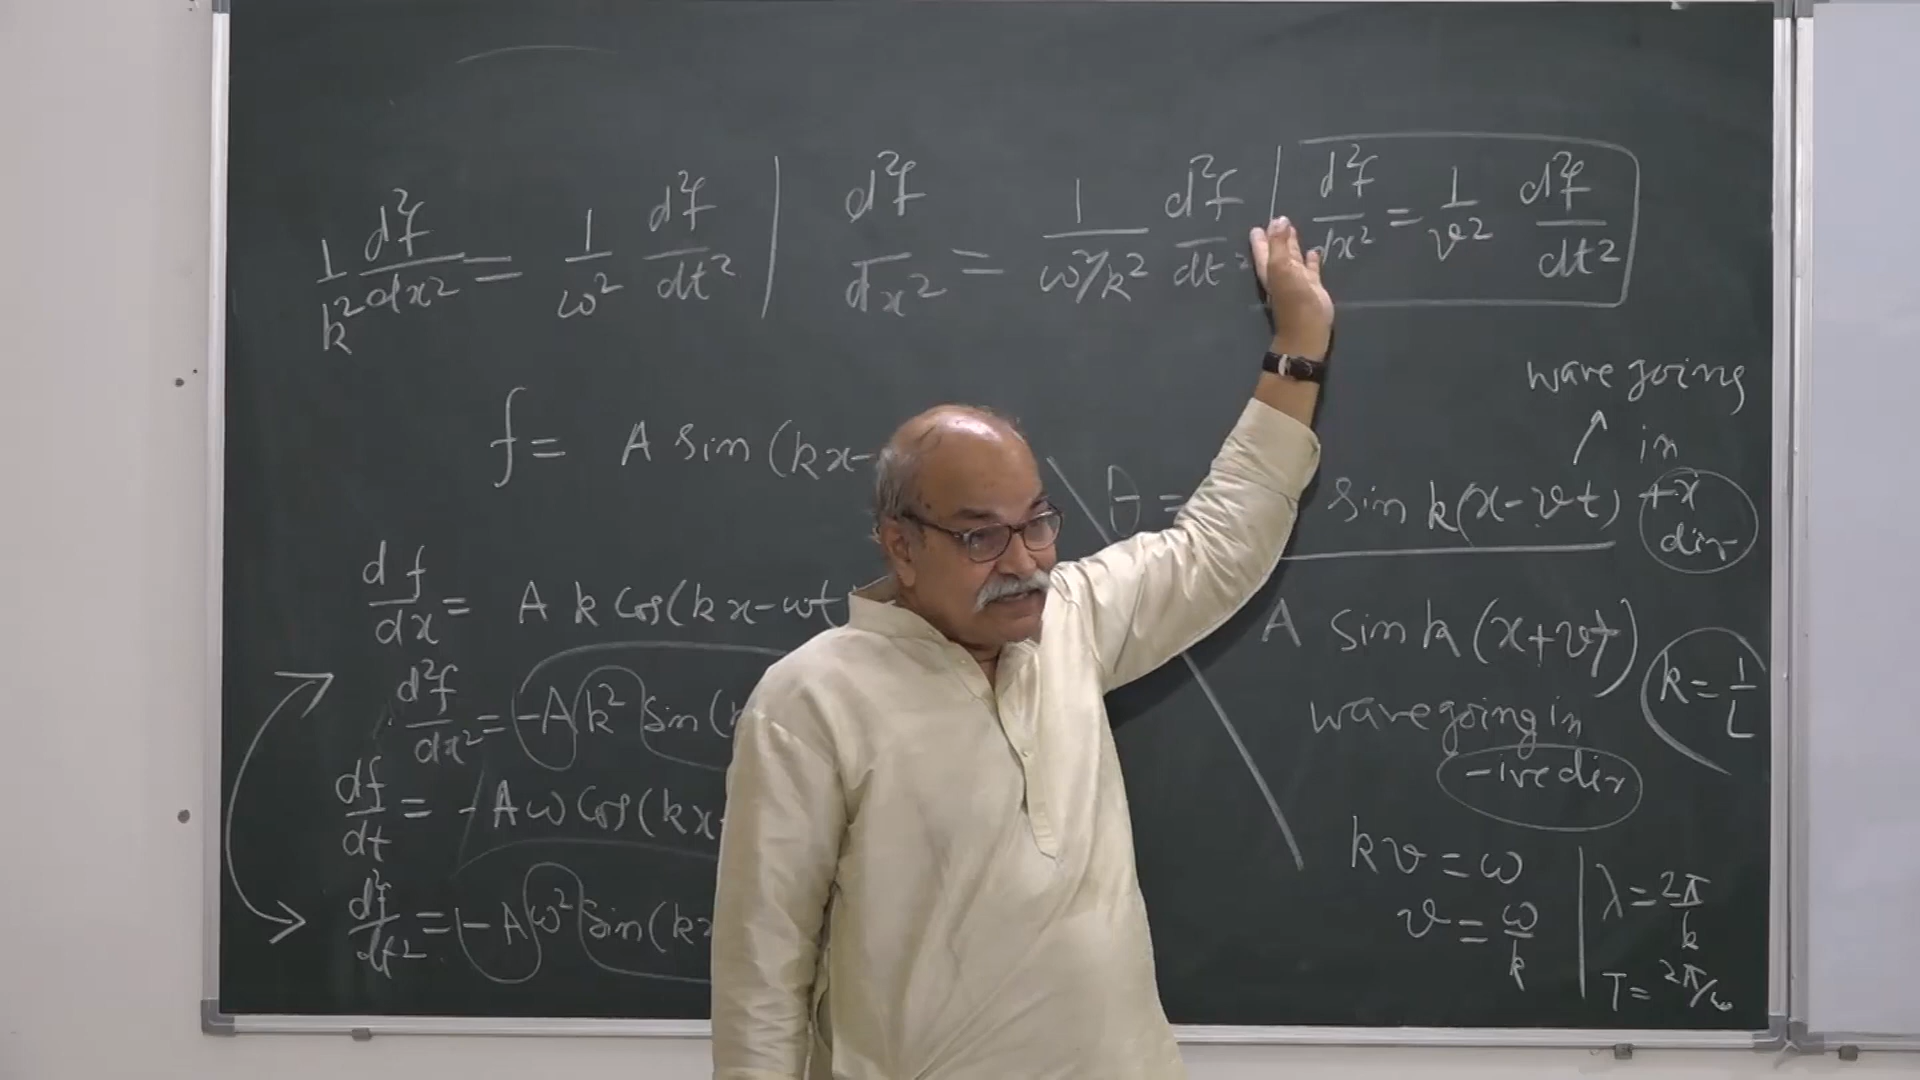 1/k² d²f/dx² = 1/ω² d²f/dt² | d²f/dx² = 1/(ω²/k²) d²f/dt² | d²f/dx² = 1/v² d²f/dt²
f = A sin (kx-
df/dx = A k Cos(kx-ωt
d²f/dx² = -A k² Sin(
df/dt = -A ω Cos(kx
d²f/dt² = -A ω² Sin(kx
wave going
in
+x
dir
= sin k(x-vt)
A sin k (x+vt)
k = 1/L
wave going in
-ive dir
kv = ω
v = ω/k
λ = 2π/k
T = 2π/ω